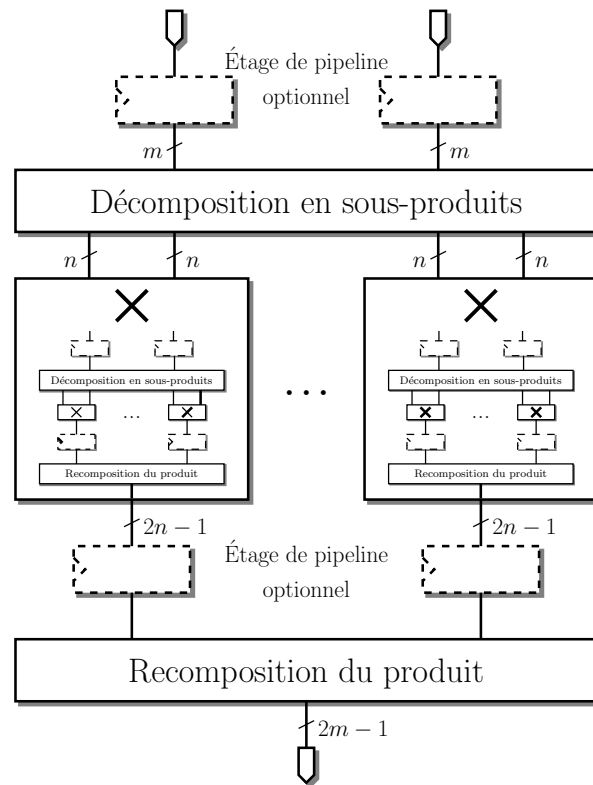 Étage de pipeline
optionnel
m m
Décomposition en sous-produits
n n n n
Décomposition en sous-produits Décomposition en sous-produits
... ... ...
Recomposition du produit Recomposition du produit
2n − 1 2n − 1
Étage de pipeline
optionnel
Recomposition du produit
2m − 1